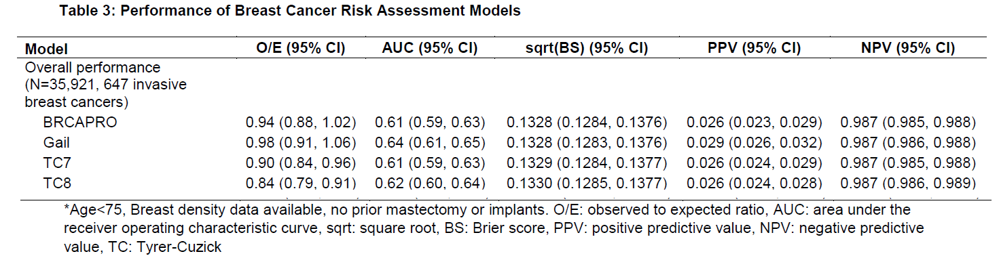 Table 3: Performance of Breast Cancer Risk Assessment Models
Model O/E (95% CI) AUC (95% CI) sqrt(BS) (95% CI) PPV (95% CI) NPV (95% CI)
Overall performance
(N=35,921, 647 invasive
breast cancers)
BRCAPRO 0.94 (0.88, 1.02) 0.61 (0.59, 0.63) 0.1328 (0.1284, 0.1376) 0.026 (0.023, 0.029) 0.987 (0.985, 0.988)
Gail 0.98 (0.91, 1.06) 0.64 (0.61, 0.65) 0.1328 (0.1283, 0.1376) 0.029 (0.026, 0.032) 0.987 (0.986, 0.988)
TC7 0.90 (0.84, 0.96) 0.61 (0.59, 0.63) 0.1329 (0.1284, 0.1377) 0.026 (0.024, 0.029) 0.987 (0.985, 0.988)
TC8 0.84 (0.79, 0.91) 0.62 (0.60, 0.64) 0.1330 (0.1285, 0.1377) 0.026 (0.024, 0.028) 0.987 (0.986, 0.989)
*Age<75, Breast density data available, no prior mastectomy or implants. O/E: observed to expected ratio, AUC: area under the
receiver operating characteristic curve, sqrt: square root, BS: Brier score, PPV: positive predictive value, NPV: negative predictive
value, TC: Tyrer-Cuzick